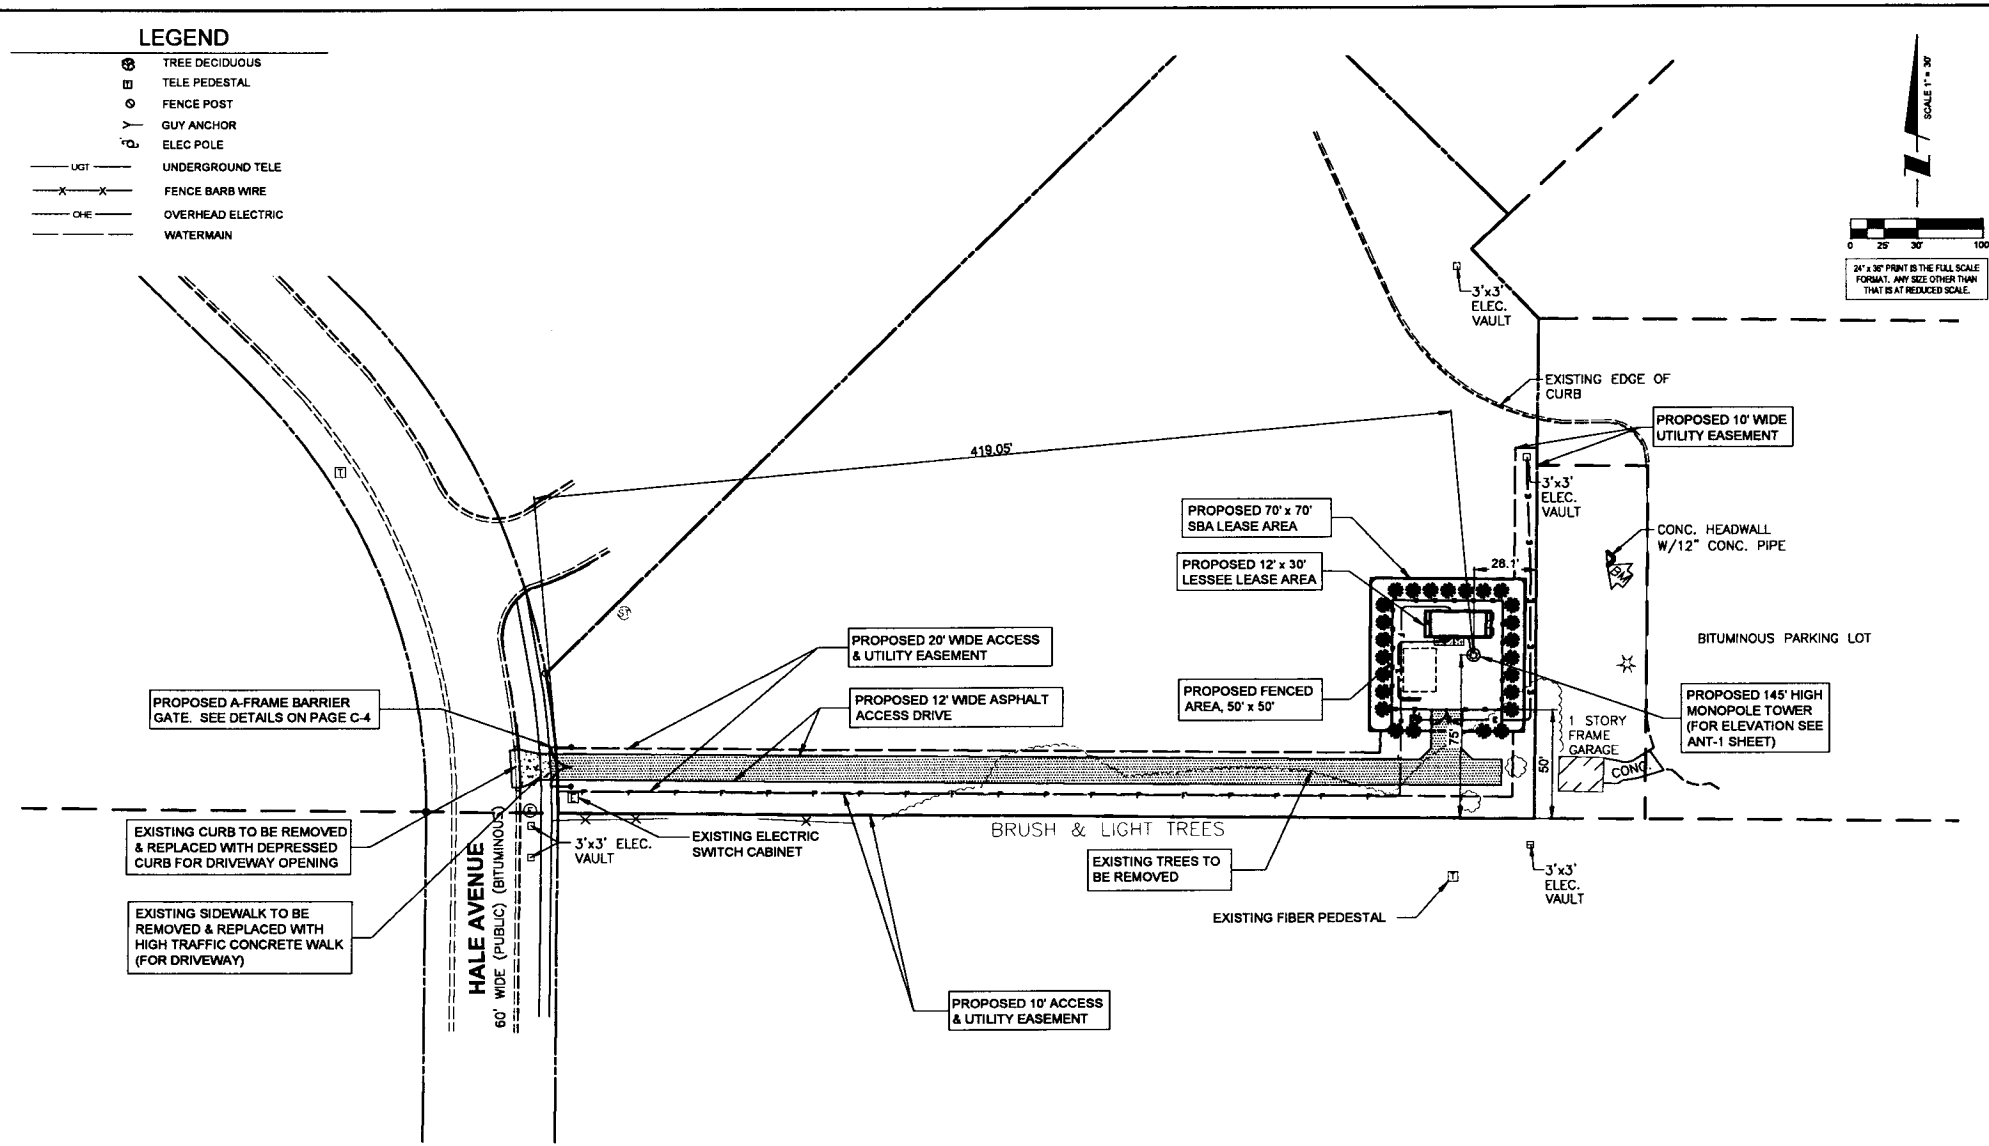 LEGEND
TREE DECIDUOUS
T TELE PEDESTAL
FENCE POST
GUY ANCHOR
ELEC POLE
UGT UNDERGROUND TELE
X X FENCE BARB WIRE
OHE OVERHEAD ELECTRIC
WATERMAIN
SCALE 1" = 30'
0 25' 30' 100
24" x 36" PRINT IS THE FULL SCALE
FORMAT. ANY SIZE OTHER THAN
THAT IS AT REDUCED SCALE.
3'x3'
ELEC.
VAULT
EXISTING EDGE OF
CURB
PROPOSED 10' WIDE
UTILITY EASEMENT
419.05'
T
3'x3'
ELEC.
VAULT
PROPOSED 70' x 70'
SBA LEASE AREA
CONC. HEADWALL
W/12" CONC. PIPE
BM
28.1'
PROPOSED 12' x 30'
LESSEE LEASE AREA
ST
PROPOSED 20' WIDE ACCESS
& UTILITY EASEMENT
BITUMINOUS PARKING LOT
PROPOSED A-FRAME BARRIER
GATE. SEE DETAILS ON PAGE C-4
PROPOSED 12' WIDE ASPHALT
ACCESS DRIVE
PROPOSED FENCED
AREA, 50' x 50'
PROPOSED 145' HIGH
MONOPOLE TOWER
(FOR ELEVATION SEE
ANT-1 SHEET)
1 STORY
FRAME
GARAGE
75'
50'
CONC.
E
EXISTING CURB TO BE REMOVED
& REPLACED WITH DEPRESSED
CURB FOR DRIVEWAY OPENING
3'x3' ELEC.
VAULT
EXISTING ELECTRIC
SWITCH CABINET
BRUSH & LIGHT TREES
EXISTING TREES TO
BE REMOVED
3'x3'
ELEC.
VAULT
T
EXISTING FIBER PEDESTAL
EXISTING SIDEWALK TO BE
REMOVED & REPLACED WITH
HIGH TRAFFIC CONCRETE WALK
(FOR DRIVEWAY)
HALE AVENUE
60' WIDE (PUBLIC) (BITUMINOUS)
PROPOSED 10' ACCESS
& UTILITY EASEMENT